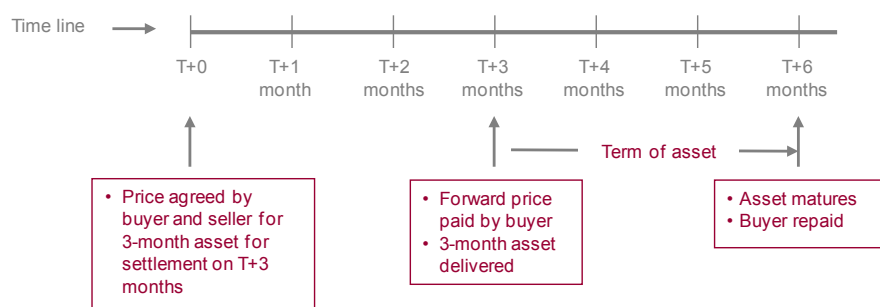 Time line
T+0
T+1
month
T+2
months
T+3
months
T+4
months
T+5
months
T+6
months
Term of asset
• Price agreed by
buyer and seller for
3-month asset for
settlement on T+3
months
• Forward price
paid by buyer
• 3-month asset
delivered
• Asset matures
• Buyer repaid